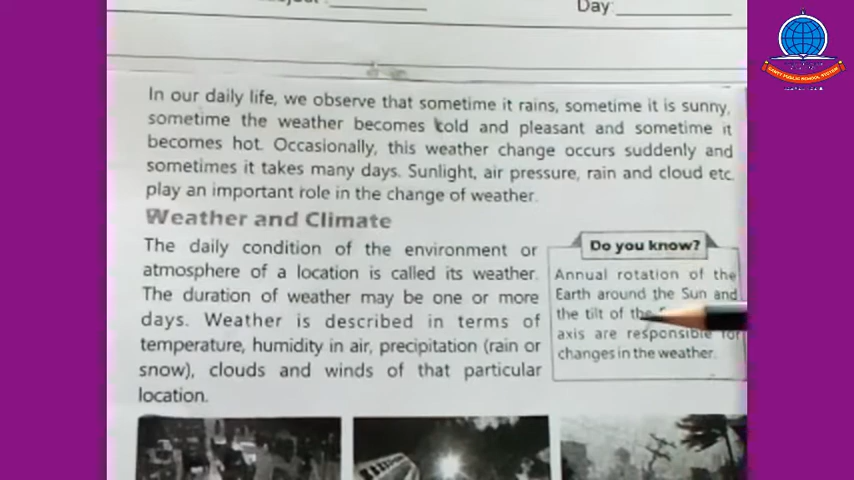 Day:
In our daily life, we observe that sometime it rains, sometime it is sunny,
sometime the weather becomes cold and pleasant and sometime it
becomes hot. Occasionally, this weather change occurs suddenly and
sometimes it takes many days. Sunlight, air pressure, rain and cloud etc.
play an important role in the change of weather.
Weather and Climate
The daily condition of the environment or
atmosphere of a location is called its weather.
The duration of weather may be one or more
days. Weather is described in terms of
temperature, humidity in air, precipitation (rain or
snow), clouds and winds of that particular
location.
Do you know?
Annual rotation of the
Earth around the Sun and
the tilt of the
axis are responsible for
changes in the weather.